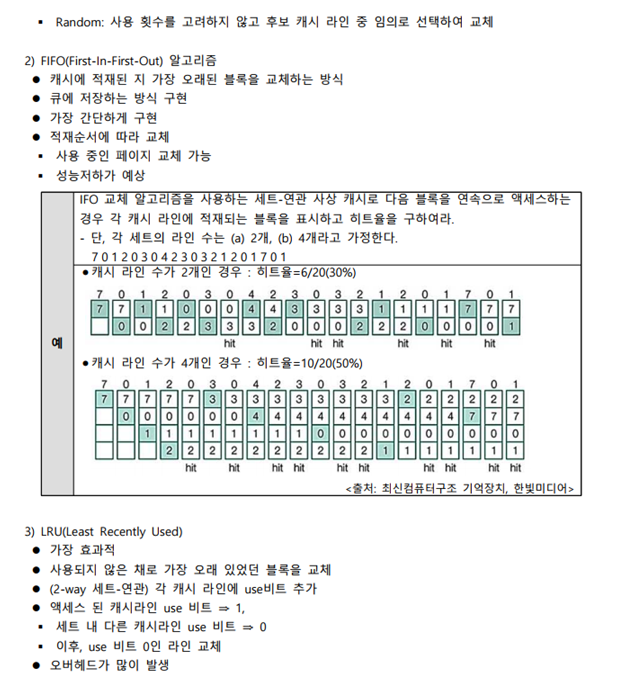 ▪ Random: 사용 횟수를 고려하지 않고 후보 캐시 라인 중 임의로 선택하여 교체
2) FIFO(First-In-First-Out) 알고리즘
● 캐시에 적재된 지 가장 오래된 블록을 교체하는 방식
● 큐에 저장하는 방식 구현
● 가장 간단하게 구현
● 적재순서에 따라 교체
▪ 사용 중인 페이지 교체 가능
▪ 성능저하가 예상
예
IFO 교체 알고리즘을 사용하는 세트-연관 사상 캐시로 다음 블록을 연속으로 액세스하는
경우 각 캐시 라인에 적재되는 블록을 표시하고 히트율을 구하여라.
- 단, 각 세트의 라인 수는 (a) 2개, (b) 4개라고 가정한다.
7 0 1 2 0 3 0 4 2 3 0 3 2 1 2 0 1 7 0 1
●캐시 라인 수가 2개인 경우 : 히트율=6/20(30%)
7 0 1 2 0 3 0 4 2 3 0 3 2 1 2 0 1 7 0 1
7 7 1 1 0 0 0 4 4 3 3 3 3 1 1 1 1 7 7 7
0 0 2 2 3 3 3 2 0 0 0 2 2 2 0 0 0 0 1
hit hit hit hit hit hit
●캐시 라인 수가 4개인 경우 : 히트율=10/20(50%)
7 0 1 2 0 3 0 4 2 3 0 3 2 1 2 0 1 7 0 1
7 7 7 7 7 3 3 3 3 3 3 3 3 3 2 2 2 2 2 2
0 0 0 0 0 0 4 4 4 4 4 4 4 4 4 4 7 7 7
1 1 1 1 1 1 1 1 0 0 0 0 0 0 0 0 0 0
2 2 2 2 2 2 2 2 2 2 1 1 1 1 1 1 1
hit hit hit hit hit hit hit hit hit hit
<출처: 최신컴퓨터구조 기억장치, 한빛미디어>
3) LRU(Least Recently Used)
● 가장 효과적
● 사용되지 않은 채로 가장 오래 있었던 블록을 교체
● (2-way 세트-연관) 각 캐시 라인에 use비트 추가
● 액세스 된 캐시라인 use 비트 ⇒ 1,
▪ 세트 내 다른 캐시라인 use 비트 ⇒ 0
▪ 이후, use 비트 0인 라인 교체
● 오버헤드가 많이 발생